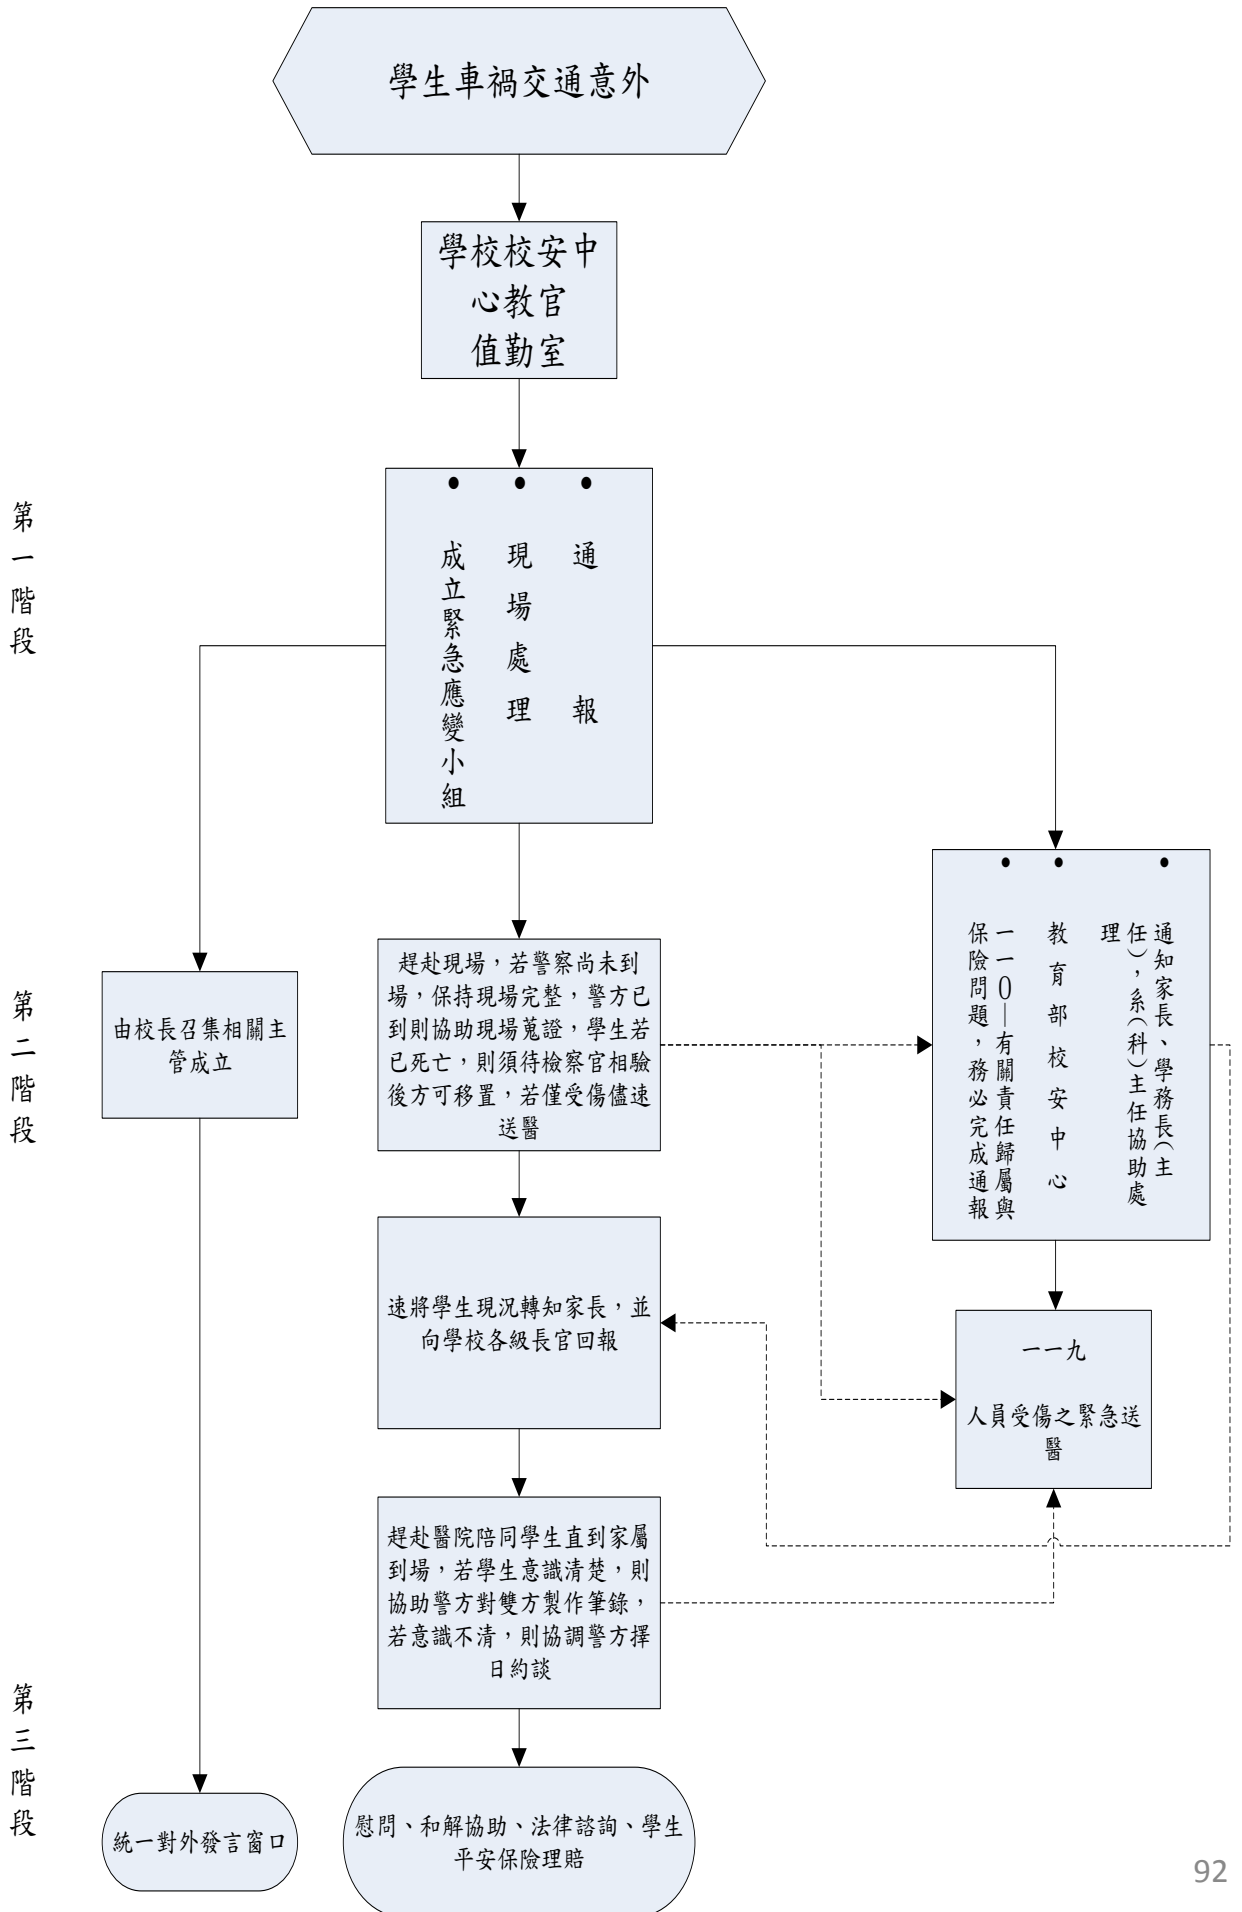 學生車禍交通意外
學校校安中
心教官
值勤室
第一階段
通報
現場處理
成立緊急應變小組
第二階段
由校長召集相關主
管成立
趕赴現場，若警察尚未到
場，保持現場完整，警方已
到則協助現場蒐證，學生若
已死亡，則須待檢察官相驗
後方可移置，若僅受傷儘速
送醫
通知家長、學務長(主
任)，系(科)主任協助處
理
教育部校安中心
一一０—有關責任歸屬與
保險問題，務必完成通報
速將學生現況轉知家長，並
向學校各級長官回報
一一九
人員受傷之緊急送
醫
趕赴醫院陪同學生直到家屬
到場，若學生意識清楚，則
協助警方對雙方製作筆錄，
若意識不清，則協調警方擇
日約談
第三階段
統一對外發言窗口
慰問、和解協助、法律諮詢、學生
平安保險理賠
92